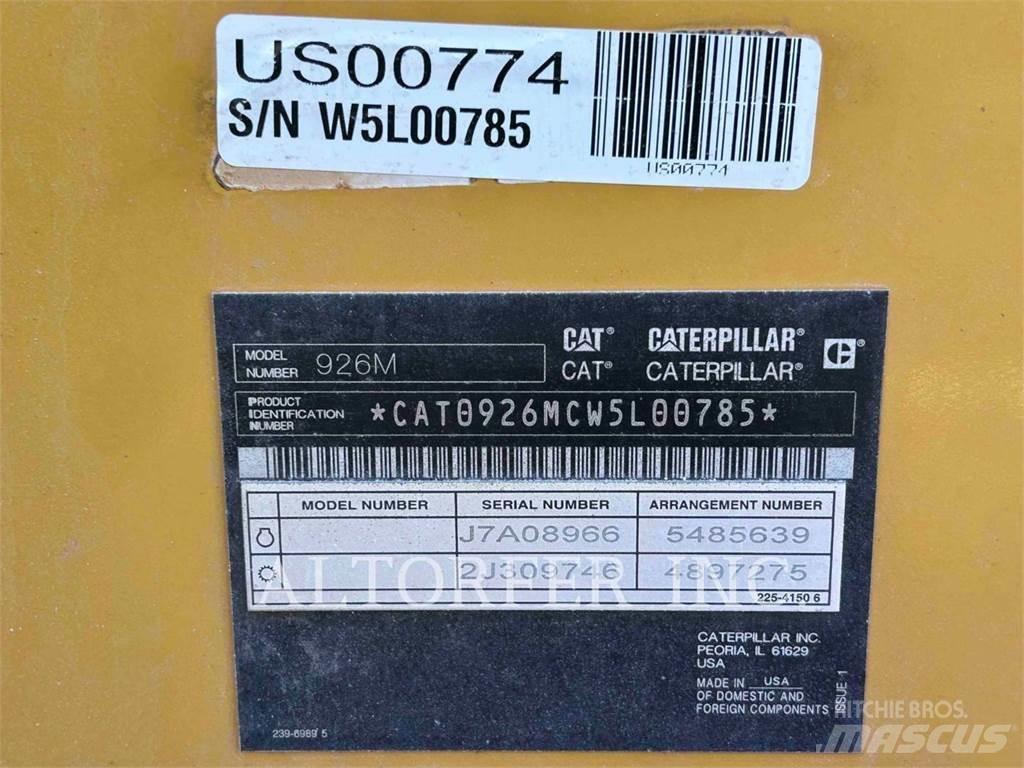 US00774
S/N W5L00785
US00774
CAT® CATERPILLAR®
CAT® CATERPILLAR®
MODEL NUMBER 926M
PRODUCT IDENTIFICATION NUMBER *CAT0926MCW5L00785*
MODEL NUMBER SERIAL NUMBER ARRANGEMENT NUMBER
J7A08966 5485639
2J309746 4897275
225-4150 6
ALTORFER INC.
CATERPILLAR INC.
PEORIA, IL 61629
USA
MADE IN USA
OF DOMESTIC AND
FOREIGN COMPONENTS
ISSUE 1
239-6989 5
RITCHIE BROS.
MASCUS